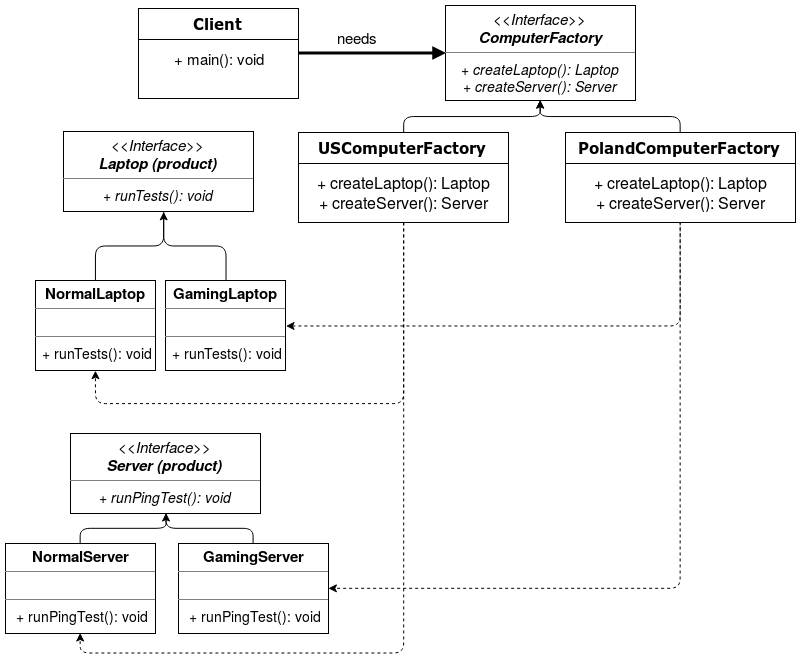 Client
+ main(): void
needs
<<Interface>>
ComputerFactory
+ createLaptop(): Laptop
+ createServer(): Server
<<Interface>>
Laptop (product)
+ runTests(): void
USComputerFactory
+ createLaptop(): Laptop
+ createServer(): Server
PolandComputerFactory
+ createLaptop(): Laptop
+ createServer(): Server
NormalLaptop
+ runTests(): void
GamingLaptop
+ runTests(): void
<<Interface>>
Server (product)
+ runPingTest(): void
NormalServer
+ runPingTest(): void
GamingServer
+ runPingTest(): void